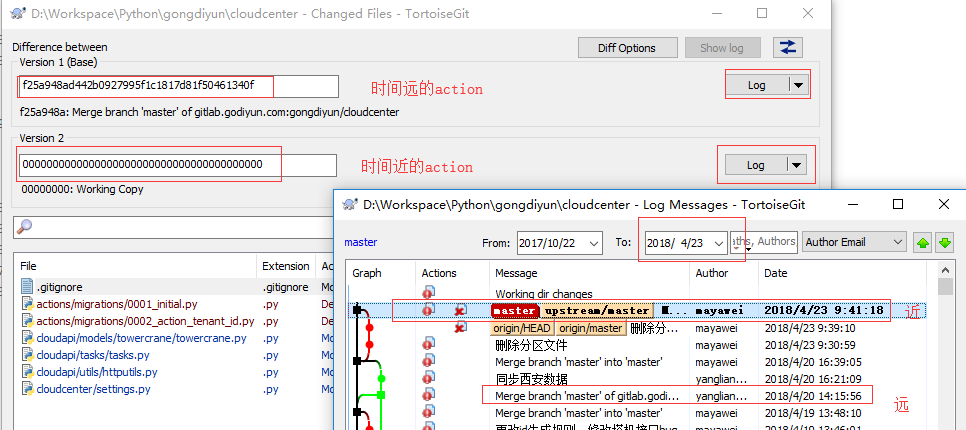 D:\Workspace\Python\gongdiyun\cloudcenter - Changed Files - TortoiseGit
Difference between
Diff Options
Show log
Version 1 (Base)
f25a948ad442b0927995f1c1817d81f50461340f
时间远的action
Log
f25a948a: Merge branch 'master' of gitlab.godiyun.com:gongdiyun/cloudcenter
Version 2
0000000000000000000000000000000000000000
时间近的action
Log
00000000: Working Copy
D:\Workspace\Python\gongdiyun\cloudcenter - Log Messages - TortoiseGit
master
From: 2017/10/22
To: 2018/ 4/23
aths, Authors,
Author Email
File Extension
.gitignore .gitignore Mo
actions/migrations/0001_initial.py .py De
actions/migrations/0002_action_tenant_id.py .py De
cloudapi/models/towercrane/towercrane.py .py Mo
cloudapi/tasks/tasks.py .py Mo
cloudapi/utils/httputils.py .py Mo
cloudcenter/settings.py .py Mo
Graph Actions Message Author Date
Working dir changes
master upstream/master M... mayawei 2018/4/23 9:41:18
近
origin/HEAD origin/master 删除分... mayawei 2018/4/23 9:39:10
删除分区文件 mayawei 2018/4/23 9:30:59
Merge branch 'master' into 'master' mayawei 2018/4/20 16:39:05
同步西安数据 yanglian... 2018/4/20 16:21:09
Merge branch 'master' of gitlab.godi... yanglian... 2018/4/20 14:15:56
远
Merge branch 'master' into 'master' mayawei 2018/4/19 13:48:10